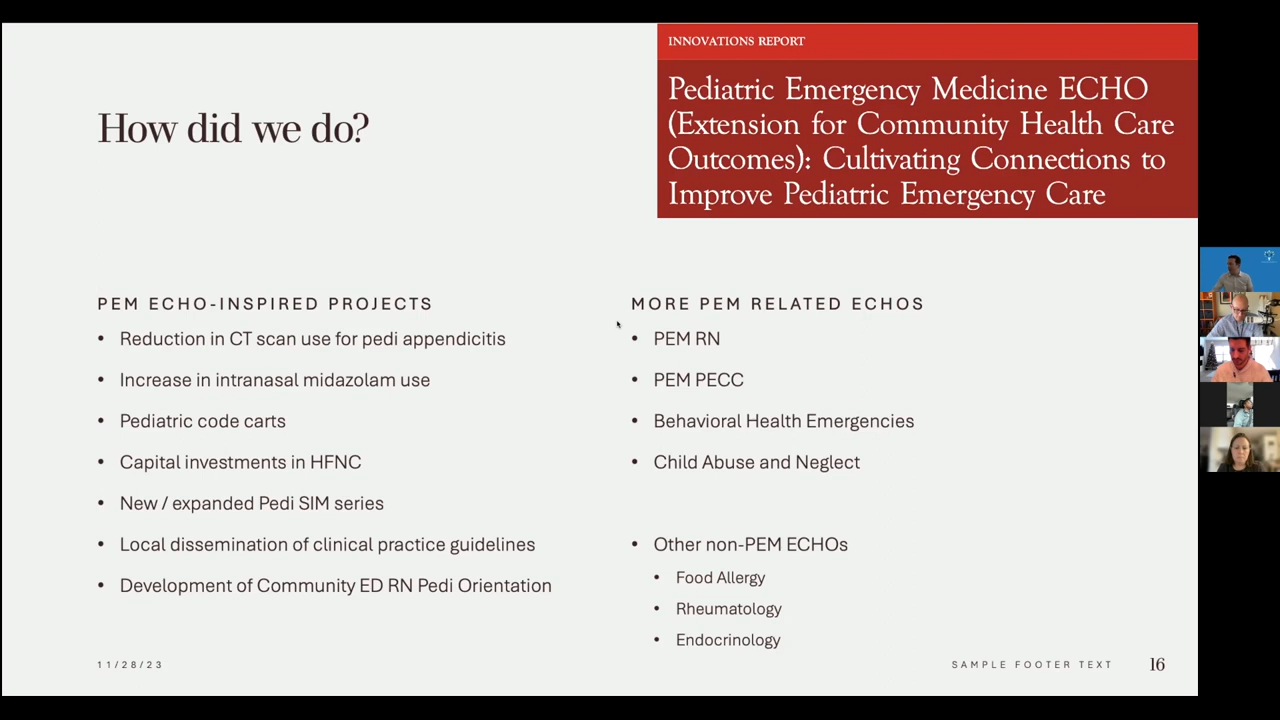 How did we do?
INNOVATIONS REPORT
Pediatric Emergency Medicine ECHO
(Extension for Community Health Care
Outcomes): Cultivating Connections to
Improve Pediatric Emergency Care
PEM ECHO-INSPIRED PROJECTS
• Reduction in CT scan use for pedi appendicitis
• Increase in intranasal midazolam use
• Pediatric code carts
• Capital investments in HFNC
• New / expanded Pedi SIM series
• Local dissemination of clinical practice guidelines
• Development of Community ED RN Pedi Orientation
MORE PEM RELATED ECHOS
• PEM RN
• PEM PECC
• Behavioral Health Emergencies
• Child Abuse and Neglect
• Other non-PEM ECHOs
• Food Allergy
• Rheumatology
• Endocrinology
11/28/23
SAMPLE FOOTER TEXT
16